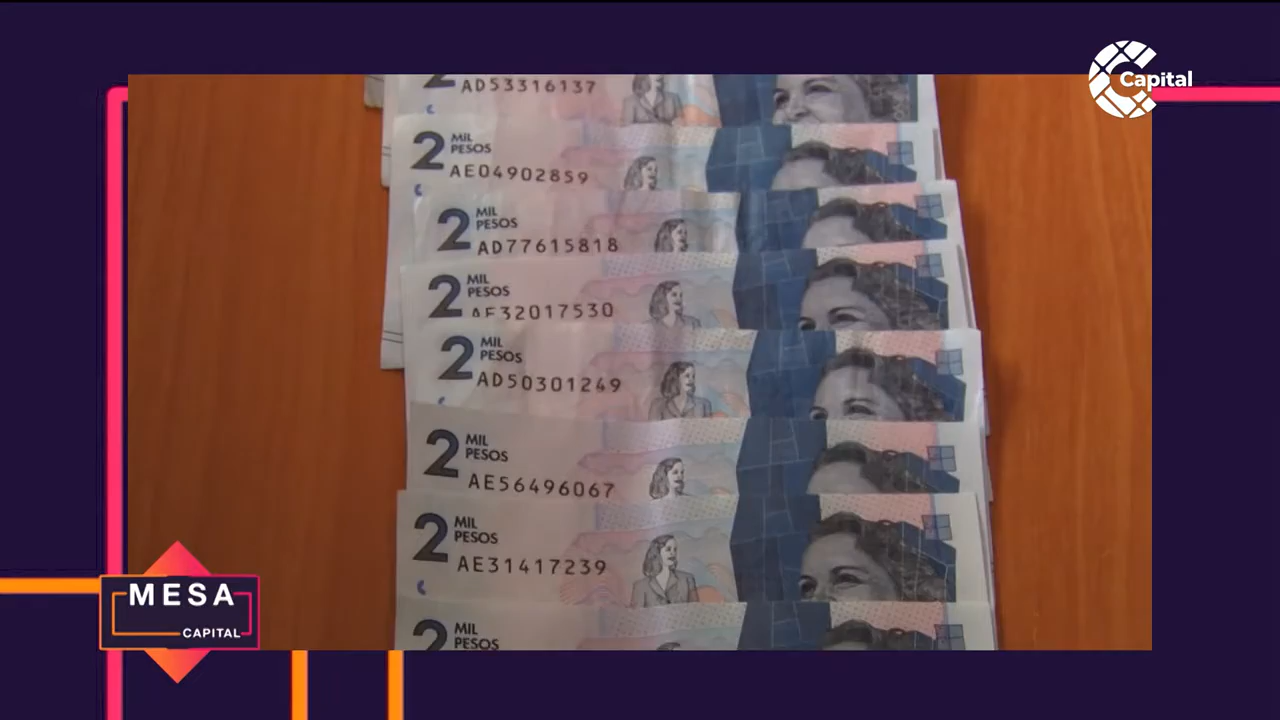 Capital
2
AD53316137
2 MIL
PESOS
AE04902859
2 MIL
PESOS
AD77615818
2 MIL
PESOS
AE32017530
2 MIL
PESOS
AD50301249
2 MIL
PESOS
AE56496067
2 MIL
PESOS
AE31417239
2 MIL
PESOS
MESA
CAPITAL